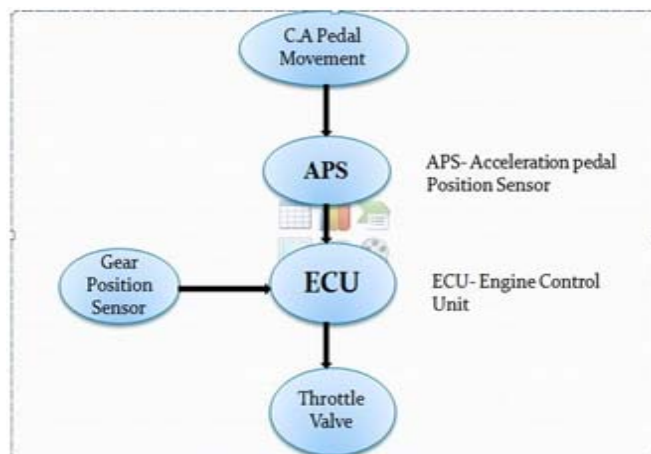 C.A Pedal
Movement
APS
APS- Acceleration pedal
Position Sensor
Gear
Position
Sensor
ECU
ECU- Engine Control
Unit
Throttle
Valve